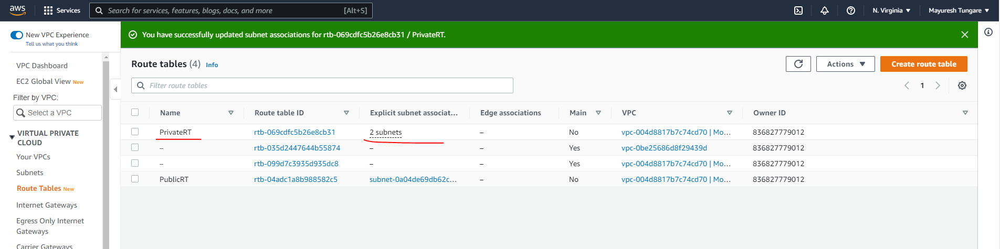 aws Services Search for services, features, blogs, docs, and more [Alt+S] N. Virginia Mayuresh Tungare
New VPC Experience
Tell us what you think
VPC Dashboard
EC2 Global View New
Filter by VPC:
Select a VPC
VIRTUAL PRIVATE
CLOUD
Your VPCs
Subnets
Route Tables New
Internet Gateways
Egress Only Internet
Gateways
Carrier Gateways
You have successfully updated subnet associations for rtb-069cdfc5b26e8cb31 / PrivateRT.
Route tables (4) Info
Actions
Create route table
Filter route tables
1
Name Route table ID Explicit subnet associat... Edge associations Main VPC Owner ID
PrivateRT rtb-069cdfc5b26e8cb31 2 subnets – No vpc-004d8817b7c74cd70 | Mo... 836827779012
– rtb-035d2447644b55874 – – Yes vpc-0be25686d8f29439d 836827779012
– rtb-099d7c3935d935dc8 – – Yes vpc-004d8817b7c74cd70 | Mo... 836827779012
PublicRT rtb-04adc1a8b988582c5 subnet-0a04de69db62c... – No vpc-004d8817b7c74cd70 | Mo... 836827779012